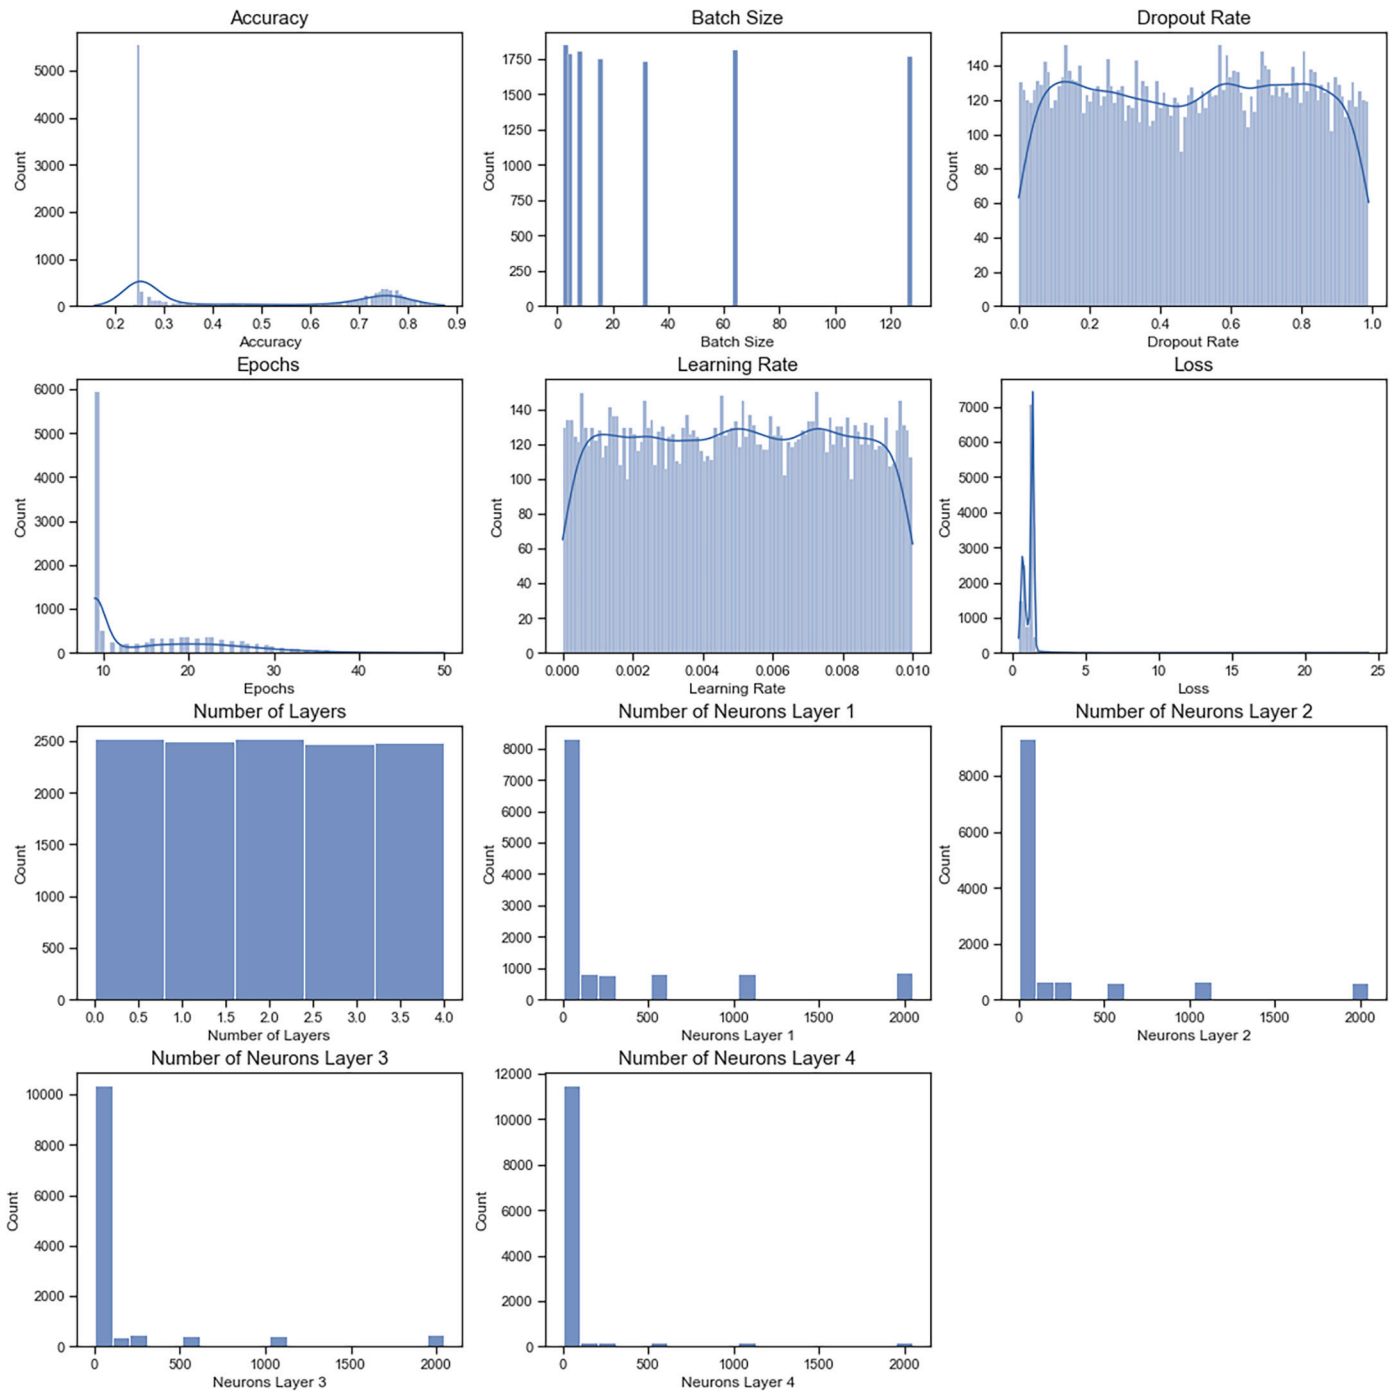 Accuracy
Count
5000
4000
3000
2000
1000
0
0.2 0.3 0.4 0.5 0.6 0.7 0.8 0.9
Accuracy
Batch Size
Count
1750
1500
1250
1000
750
500
250
0
0 20 40 60 80 100 120
Batch Size
Dropout Rate
Count
140
120
100
80
60
40
20
0
0.0 0.2 0.4 0.6 0.8 1.0
Dropout Rate
Epochs
Count
6000
5000
4000
3000
2000
1000
0
10 20 30 40 50
Epochs
Learning Rate
Count
140
120
100
80
60
40
20
0
0.000 0.002 0.004 0.006 0.008 0.010
Learning Rate
Loss
Count
7000
6000
5000
4000
3000
2000
1000
0
0 5 10 15 20 25
Loss
Number of Layers
Count
2500
2000
1500
1000
500
0
0.0 0.5 1.0 1.5 2.0 2.5 3.0 3.5 4.0
Number of Layers
Number of Neurons Layer 1
Count
8000
7000
6000
5000
4000
3000
2000
1000
0
0 500 1000 1500 2000
Neurons Layer 1
Number of Neurons Layer 2
Count
8000
6000
4000
2000
0
0 500 1000 1500 2000
Neurons Layer 2
Number of Neurons Layer 3
Count
10000
8000
6000
4000
2000
0
0 500 1000 1500 2000
Neurons Layer 3
Number of Neurons Layer 4
Count
12000
10000
8000
6000
4000
2000
0
0 500 1000 1500 2000
Neurons Layer 4